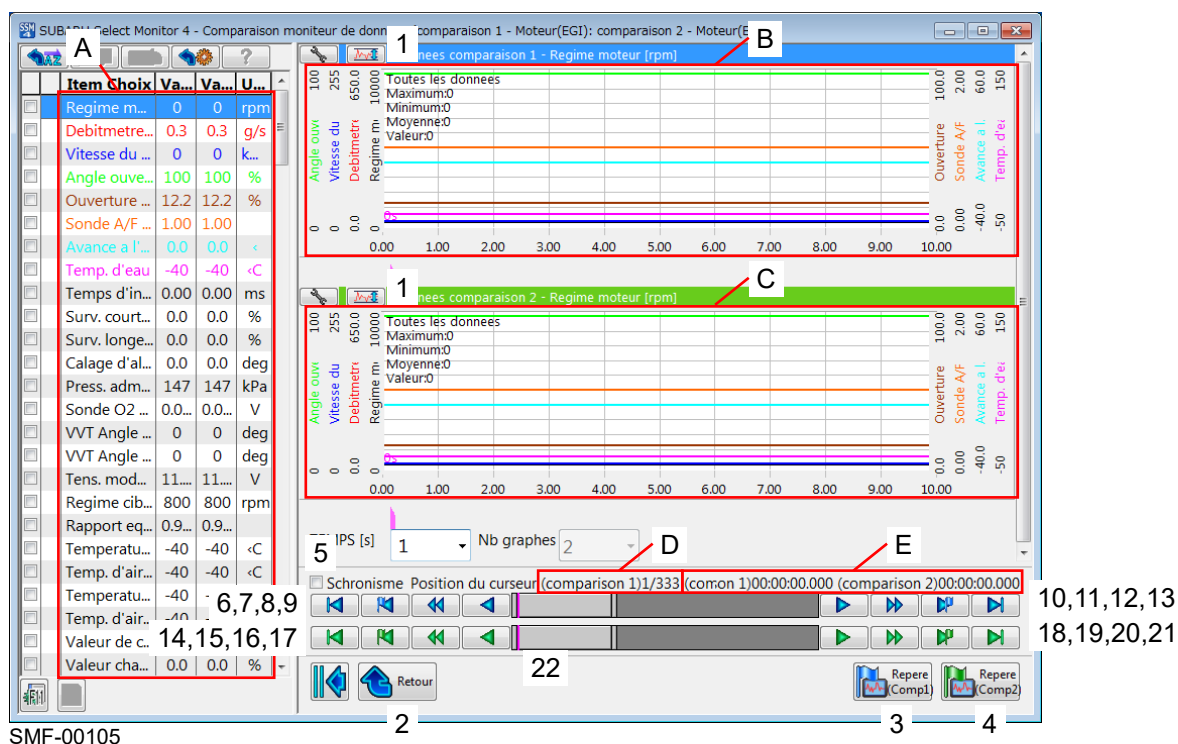 SUBARU Select Monitor 4 - Comparaison moniteur de donn comparaison 1 - Moteur(EGI): comparaison 2 - Moteur(E
A
1
B
AZ
?
nees comparaison 1 - Regime moteur [rpm]
Item Choix Va... Va... U...
Regime m... 0 0 rpm
Debitmetre... 0.3 0.3 g/s
Vitesse du ... 0 0 k...
Angle ouve... 100 100 %
Ouverture ... 12.2 12.2 %
Sonde A/F ... 1.00 1.00
Avance a l'... 0.0 0.0 ‹
Temp. d'eau -40 -40 ‹C
Temps d'in... 0.00 0.00 ms
Surv. court... 0.0 0.0 %
Surv. longe... 0.0 0.0 %
Calage d'al... 0.0 0.0 deg
Press. adm... 147 147 kPa
Sonde O2 ... 0.0... 0.0... V
VVT Angle ... 0 0 deg
VVT Angle ... 0 0 deg
Tens. mod... 11.... 11.... V
Regime cib... 800 800 rpm
Rapport eq... 0.9... 0.9...
Temperatu... -40 -40 ‹C
Temp. d'air... -40 -40 ‹C
Temperatu... -40
Temp. d'air..
Valeur de c..
Valeur cha... 0.0 0.0 %
100 255 650.0 10000
Angle ouve Vitesse du Debitmetre Regime m
0 0 0.0 0
Toutes les donnees
Maximum:0
Minimum:0
Moyenne:0
Valeur:0
0s
100.0 2.00 60.0 150
Ouverture Sonde A/F Avance a l. Temp. d'ea
0.0 0.00 -40.0 -50
0.00 1.00 2.00 3.00 4.00 5.00 6.00 7.00 8.00 9.00 10.00
1
C
nees comparaison 2 - Regime moteur [rpm]
100 255 650.0 10000
Angle ouve Vitesse du Debitmetre Regime m
0 0 0.0 0
Toutes les donnees
Maximum:0
Minimum:0
Moyenne:0
Valeur:0
0s
100.0 2.00 60.0 150
Ouverture Sonde A/F Avance a l. Temp. d'ea
0.0 0.00 -40.0 -50
0.00 1.00 2.00 3.00 4.00 5.00 6.00 7.00 8.00 9.00 10.00
5
MPS [s] 1 Nb graphes 2
D
E
Schronisme Position du curseur (comparison 1)1/333 (comon 1)00:00:00.000 (comparison 2)00:00:00.000
6,7,8,9
10,11,12,13
14,15,16,17
18,19,20,21
22
F11
Retour
Repere (Comp1)
Repere (Comp2)
2
3
4
SMF-00105